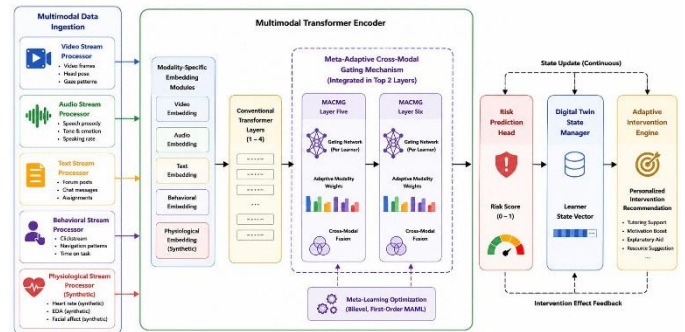 Multimodal Data
Ingestion
Video Stream
Processor
• Video frames
• Head pose
• Gaze patterns
Audio Stream
Processor
• Speech prosody
• Tone & emotion
• Speaking rate
Text Stream
Processor
• Forum posts
• Chat messages
• Assignments
Behavioral Stream
Processor
• Clickstream
• Navigation patterns
• Time on task
Physiological Stream
Processor
(Synthetic)
• Heart rate (synthetic)
• EDA (synthetic)
• Facial affect (synthetic)
Multimodal Transformer Encoder
Modality-Specific
Embedding
Modules
Video
Embedding
Audio
Embedding
Text
Embedding
Behavioral
Embedding
Physiological
Embedding
(Synthetic)
Conventional
Transformer
Layers
(1 – 4)
Meta-Adaptive Cross-Modal
Gating Mechanism
(Integrated in Top 2 Layers)
MACMG
Layer Five
Gating Network
(Per Learner)
Adaptive Modality
Weights
Cross-Modal
Fusion
MACMG
Layer Six
Gating Network
(Per Learner)
Adaptive Modality
Weights
Cross-Modal
Fusion
Meta-Learning Optimization
(Bilevel, First-Order MAML)
State Update (Continuous)
Risk
Prediction
Head
Risk Score
(0 – 1)
Digital Twin
State
Manager
Learner
State Vector
Adaptive
Intervention
Engine
Personalized
Intervention
Recommendation
• Tutoring Support
• Motivation Boost
• Explanatory Aid
• Resource Suggestion
...
Intervention Effect Feedback